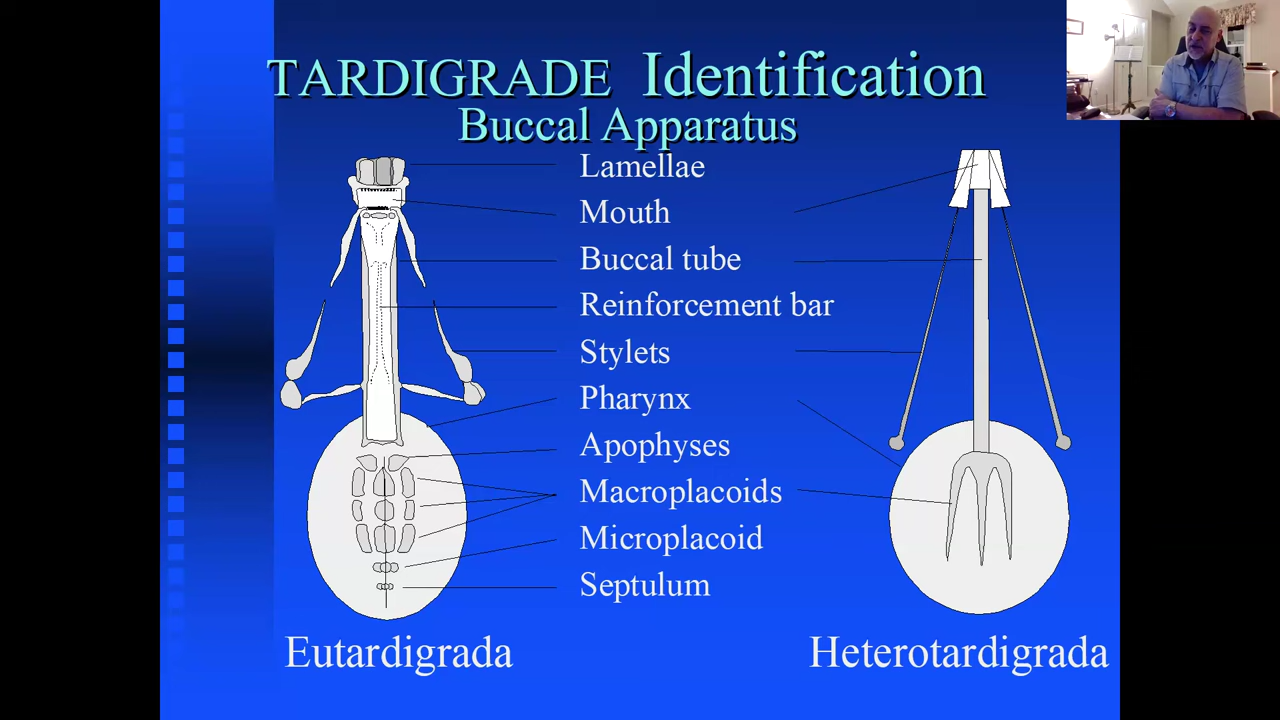 TARDIGRADE Identification
Buccal Apparatus
Lamellae
Mouth
Buccal tube
Reinforcement bar
Stylets
Pharynx
Apophyses
Macroplacoids
Microplacoid
Septulum
Eutardigrada
Heterotardigrada